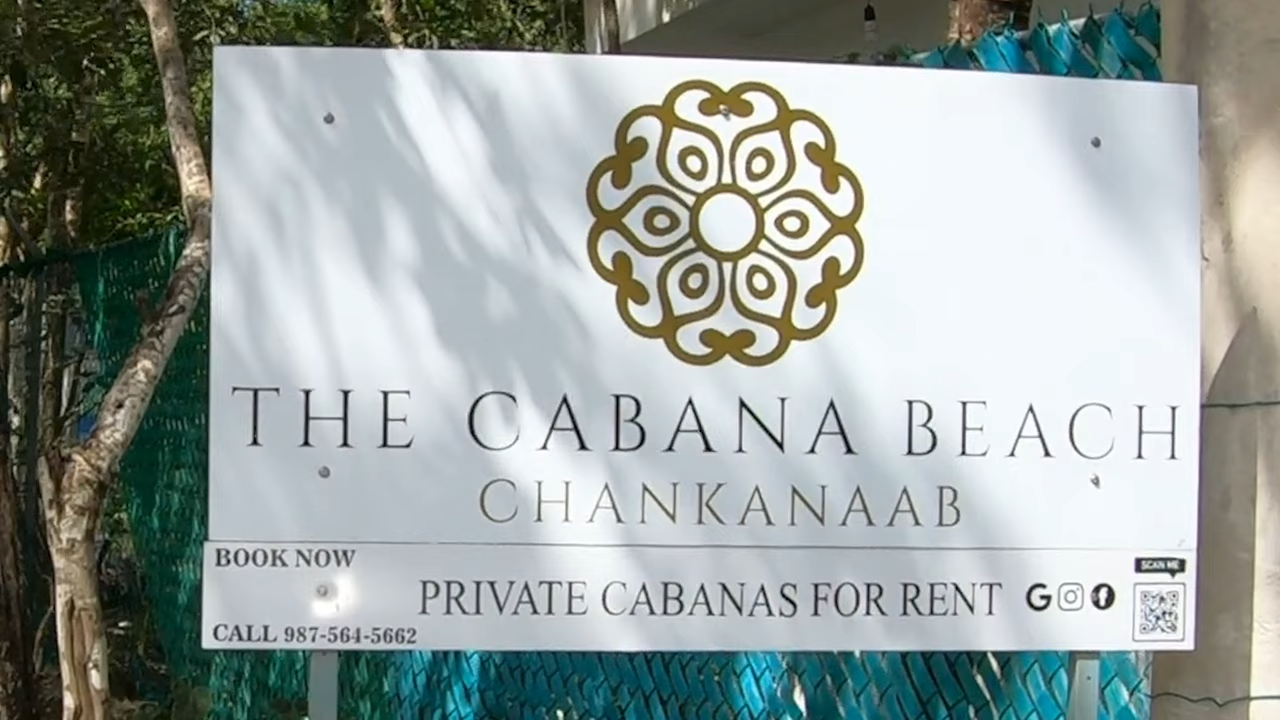 THE CABANA BEACH
CHANKANAAB
BOOK NOW
PRIVATE CABANAS FOR RENT
SCAN ME
CALL 987-564-5662